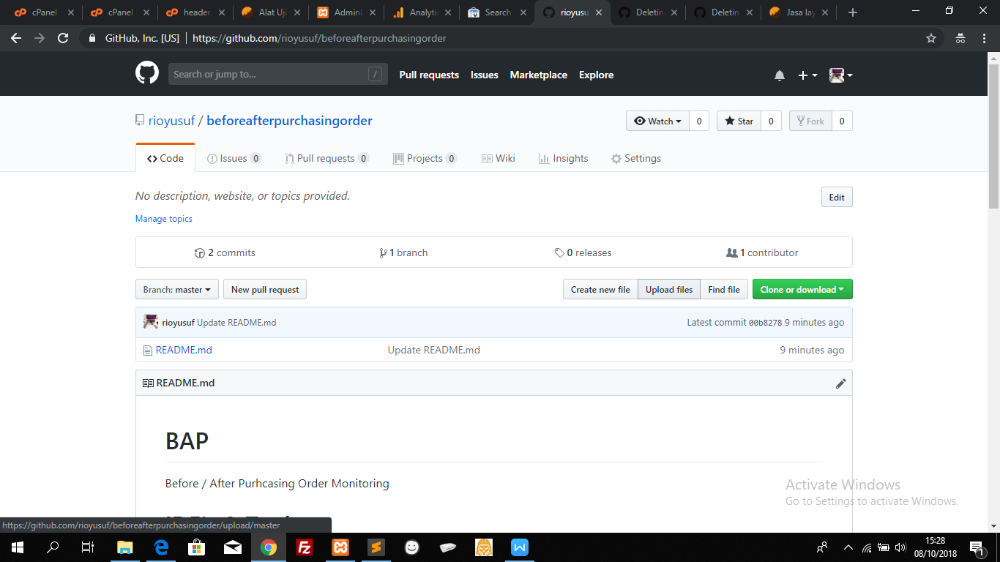 cPanel
cPanel
header.
Alat Uji
Admin
Analytic
Search
rioyusu
Deletin
Deletin
Jasa lay
GitHub, Inc. [US] https://github.com/rioyusuf/beforeafterpurchasingorder
Search or jump to... /
Pull requests Issues Marketplace Explore
rioyusuf / beforeafterpurchasingorder
Watch 0 Star 0 Fork 0
Code Issues 0 Pull requests 0 Projects 0 Wiki Insights Settings
No description, website, or topics provided.
Edit
Manage topics
2 commits 1 branch 0 releases 1 contributor
Branch: master New pull request Create new file Upload files Find file Clone or download
rioyusuf Update README.md Latest commit 00b8278 9 minutes ago
README.md Update README.md 9 minutes ago
README.md
BAP
Before / After Purhcasing Order Monitoring
Activate Windows
Go to Settings to activate Windows.
https://github.com/rioyusuf/beforeafterpurchasingorder/upload/master
15:28
08/10/2018
1